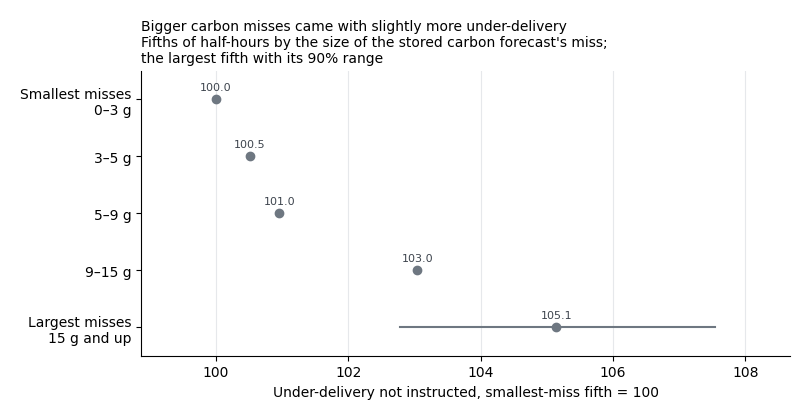 Bigger carbon misses came with slightly more under-delivery
Fifths of half-hours by the size of the stored carbon forecast's miss;
the largest fifth with its 90% range
Smallest misses
0–3 g
100.0
3–5 g
100.5
5–9 g
101.0
9–15 g
103.0
Largest misses
15 g and up
105.1
100 102 104 106 108
Under-delivery not instructed, smallest-miss fifth = 100